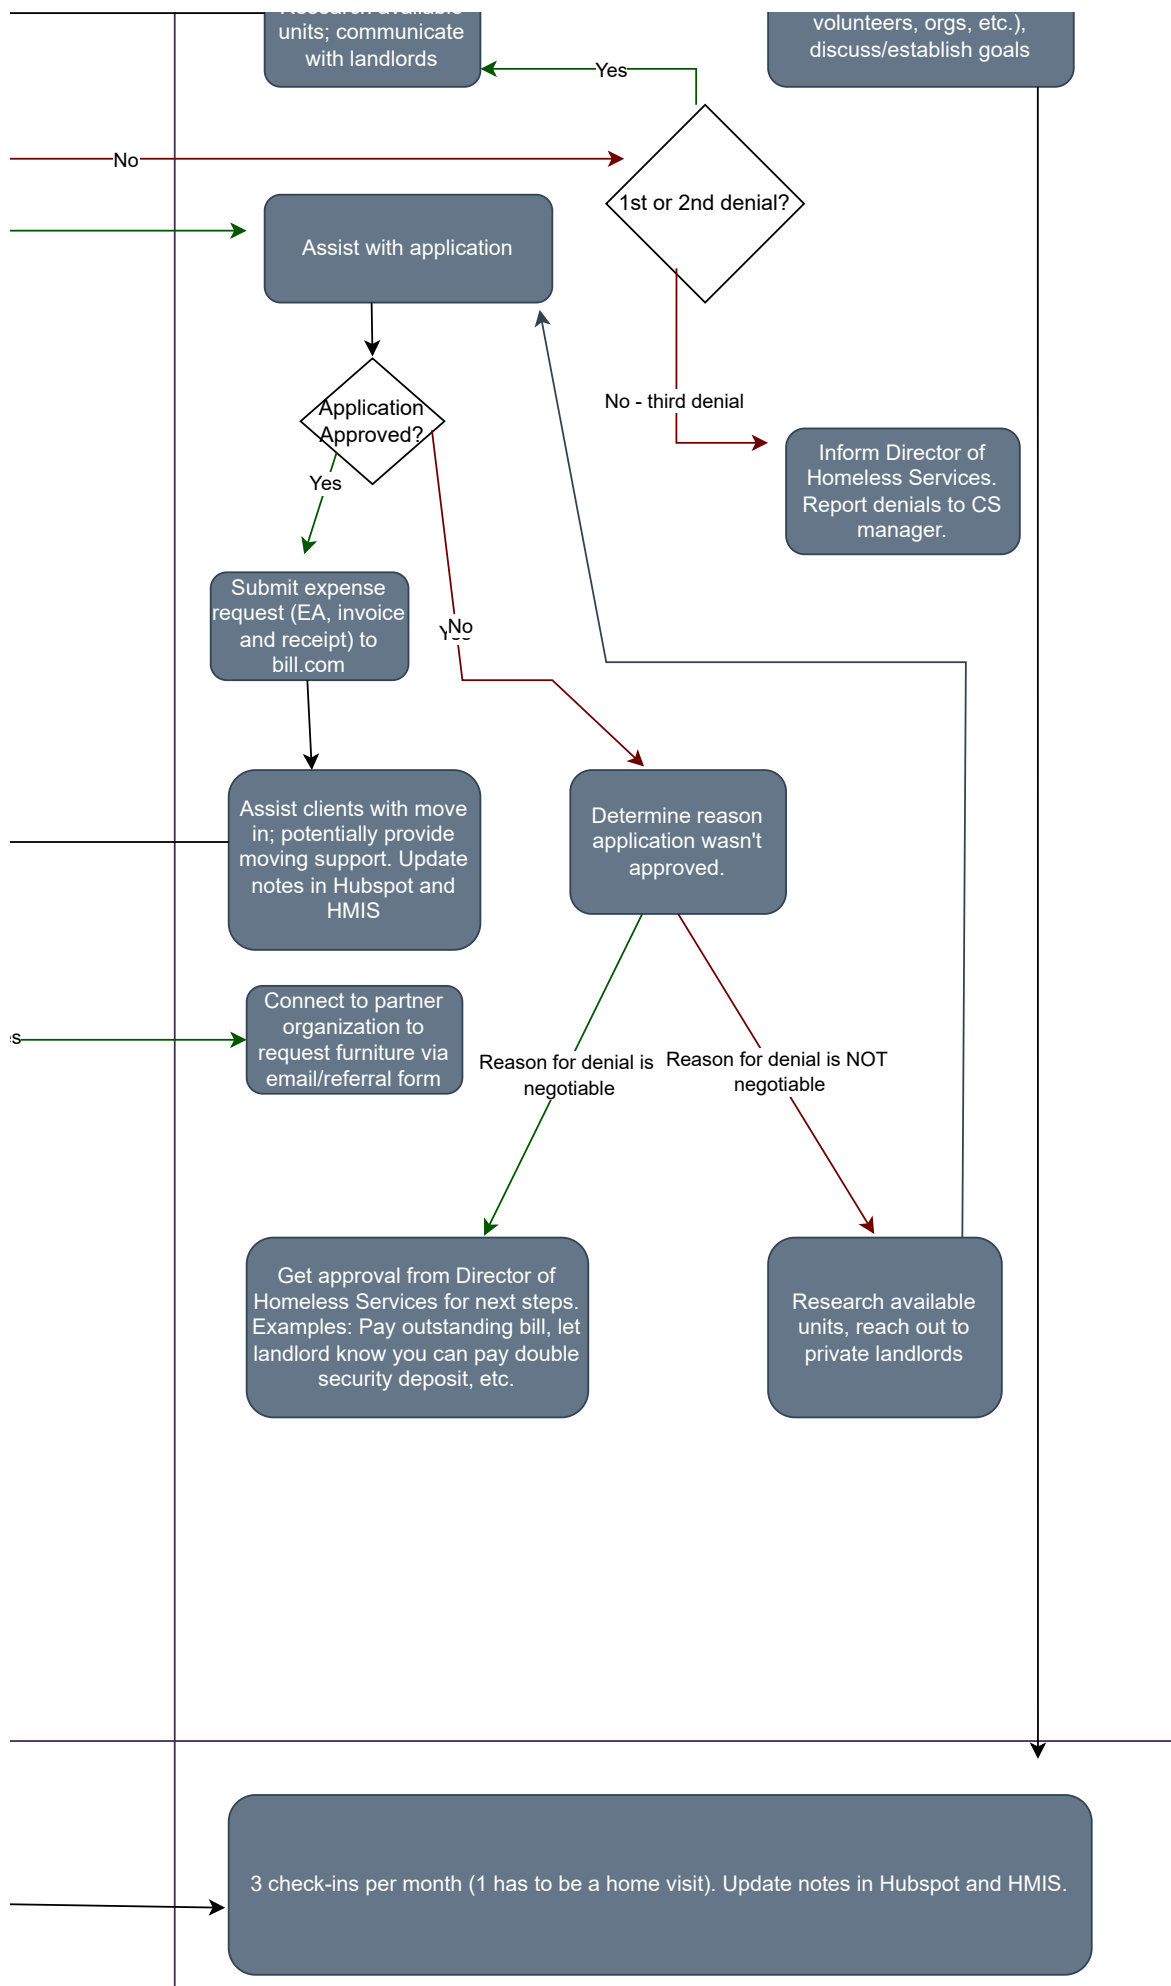 units; communicate
with landlords
volunteers, orgs, etc.),
discuss/establish goals
Yes
No
1st or 2nd denial?
Assist with application
Application
Approved?
No - third denial
Inform Director of
Homeless Services.
Report denials to CS
manager.
Yes
Submit expense
request (EA, invoice
and receipt) to
bill.com
No
Assist clients with move
in; potentially provide
moving support. Update
notes in Hubspot and
HMIS
Determine reason
application wasn't
approved.
Connect to partner
organization to
request furniture via
email/referral form
Reason for denial is
negotiable
Reason for denial is NOT
negotiable
Get approval from Director of
Homeless Services for next steps.
Examples: Pay outstanding bill, let
landlord know you can pay double
security deposit, etc.
Research available
units, reach out to
private landlords
3 check-ins per month (1 has to be a home visit). Update notes in Hubspot and HMIS.